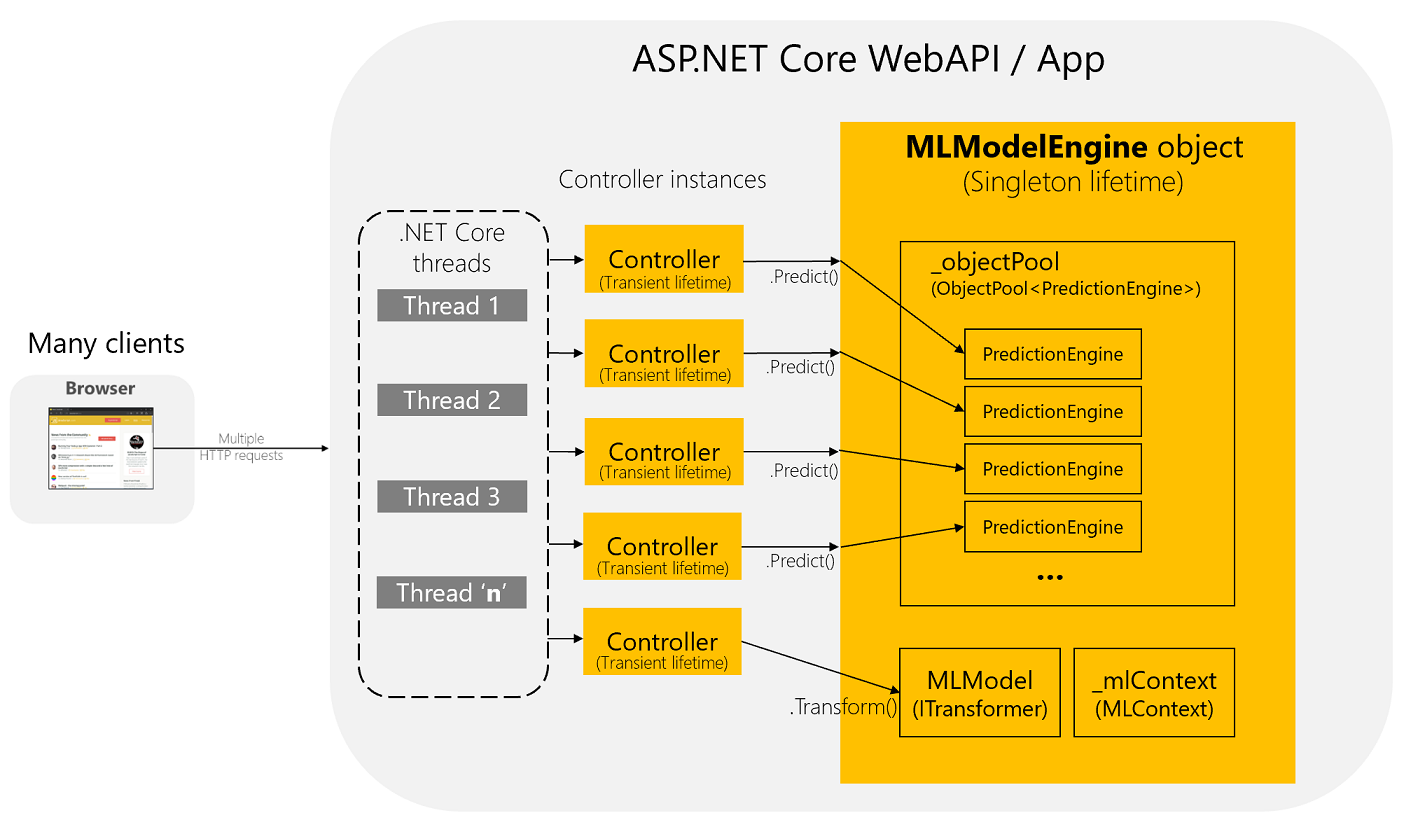 ASP.NET Core WebAPI / App
MLModelEngine object
(Singleton lifetime)
Controller instances
.NET Core
threads
Thread 1
Thread 2
Thread 3
Thread ‘n’
Many clients
Browser
Multiple
HTTP requests
Controller
(Transient lifetime)
.Predict()
Controller
(Transient lifetime)
.Predict()
Controller
(Transient lifetime)
.Predict()
Controller
(Transient lifetime)
.Predict()
Controller
(Transient lifetime)
.Transform()
_objectPool
(ObjectPool<PredictionEngine>)
PredictionEngine
PredictionEngine
PredictionEngine
PredictionEngine
...
MLModel
(ITransformer)
_mlContext
(MLContext)